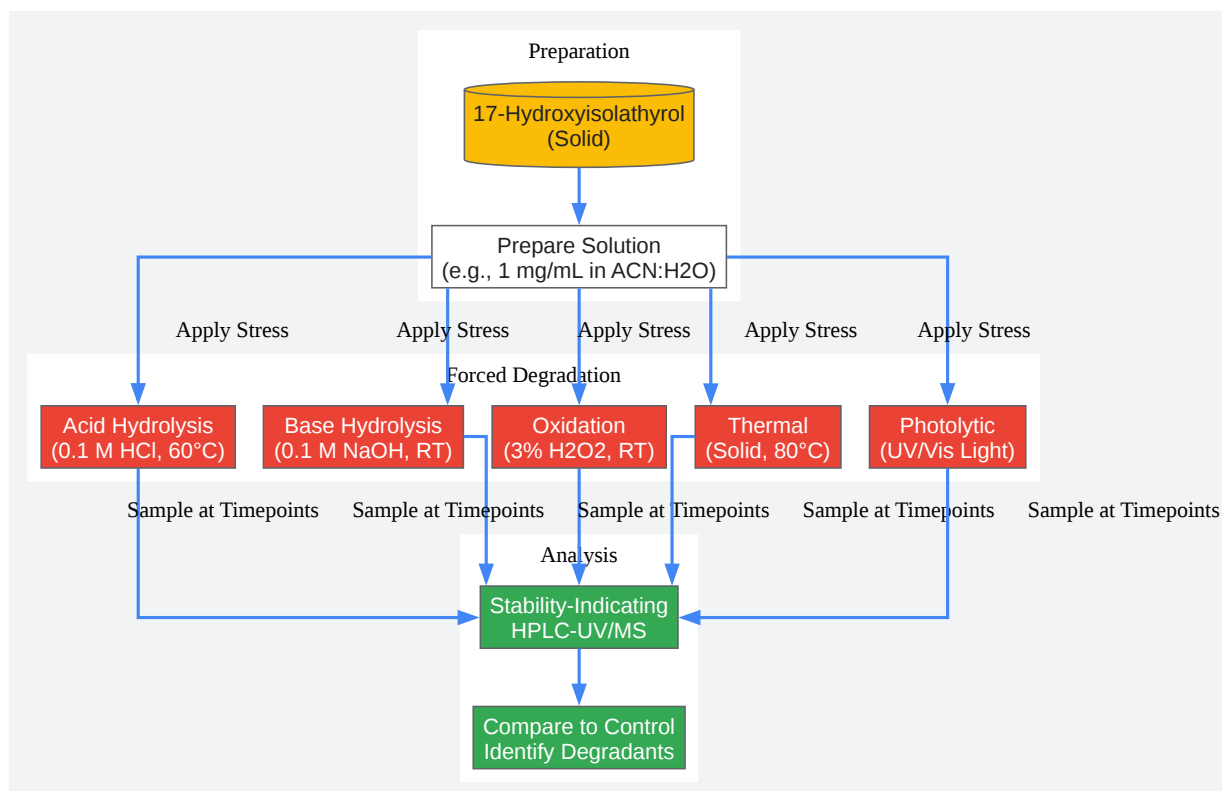 Preparation
17-Hydroxyisolathyrol
(Solid)
Prepare Solution
(e.g., 1 mg/mL in ACN:H2O)
Apply Stress
Apply Stress
Apply Stress
Apply Stress
Apply Stress
Forced Degradation
Acid Hydrolysis
(0.1 M HCl, 60°C)
Base Hydrolysis
(0.1 M NaOH, RT)
Oxidation
(3% H2O2, RT)
Thermal
(Solid, 80°C)
Photolytic
(UV/Vis Light)
Sample at Timepoints
Sample at Timepoints
Sample at Timepoints
Sample at Timepoints
Sample at Timepoints
Analysis
Stability-Indicating
HPLC-UV/MS
Compare to Control
Identify Degradants